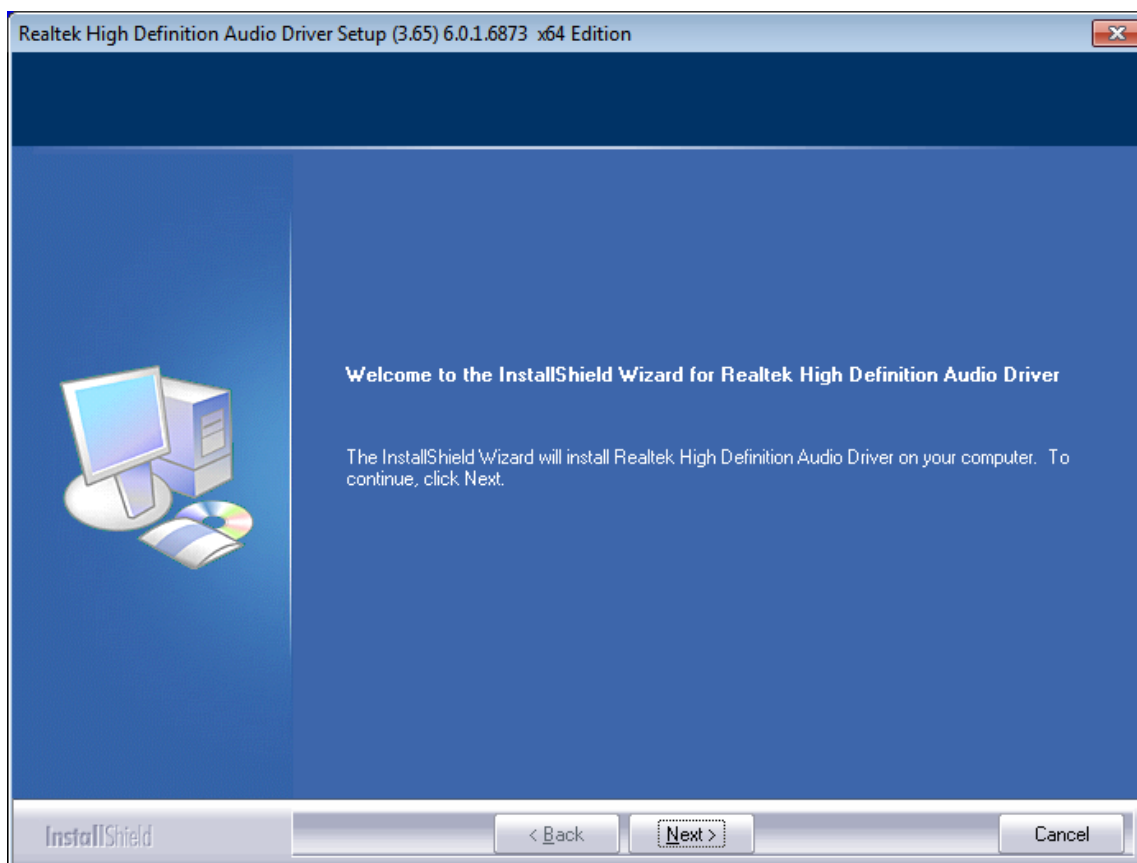 Realtek High Definition Audio Driver Setup (3.65) 6.0.1.6873 x64 Edition
Welcome to the InstallShield Wizard for Realtek High Definition Audio Driver
The InstallShield Wizard will install Realtek High Definition Audio Driver on your computer. To
continue, click Next.
InstallShield
< Back
Next >
Cancel